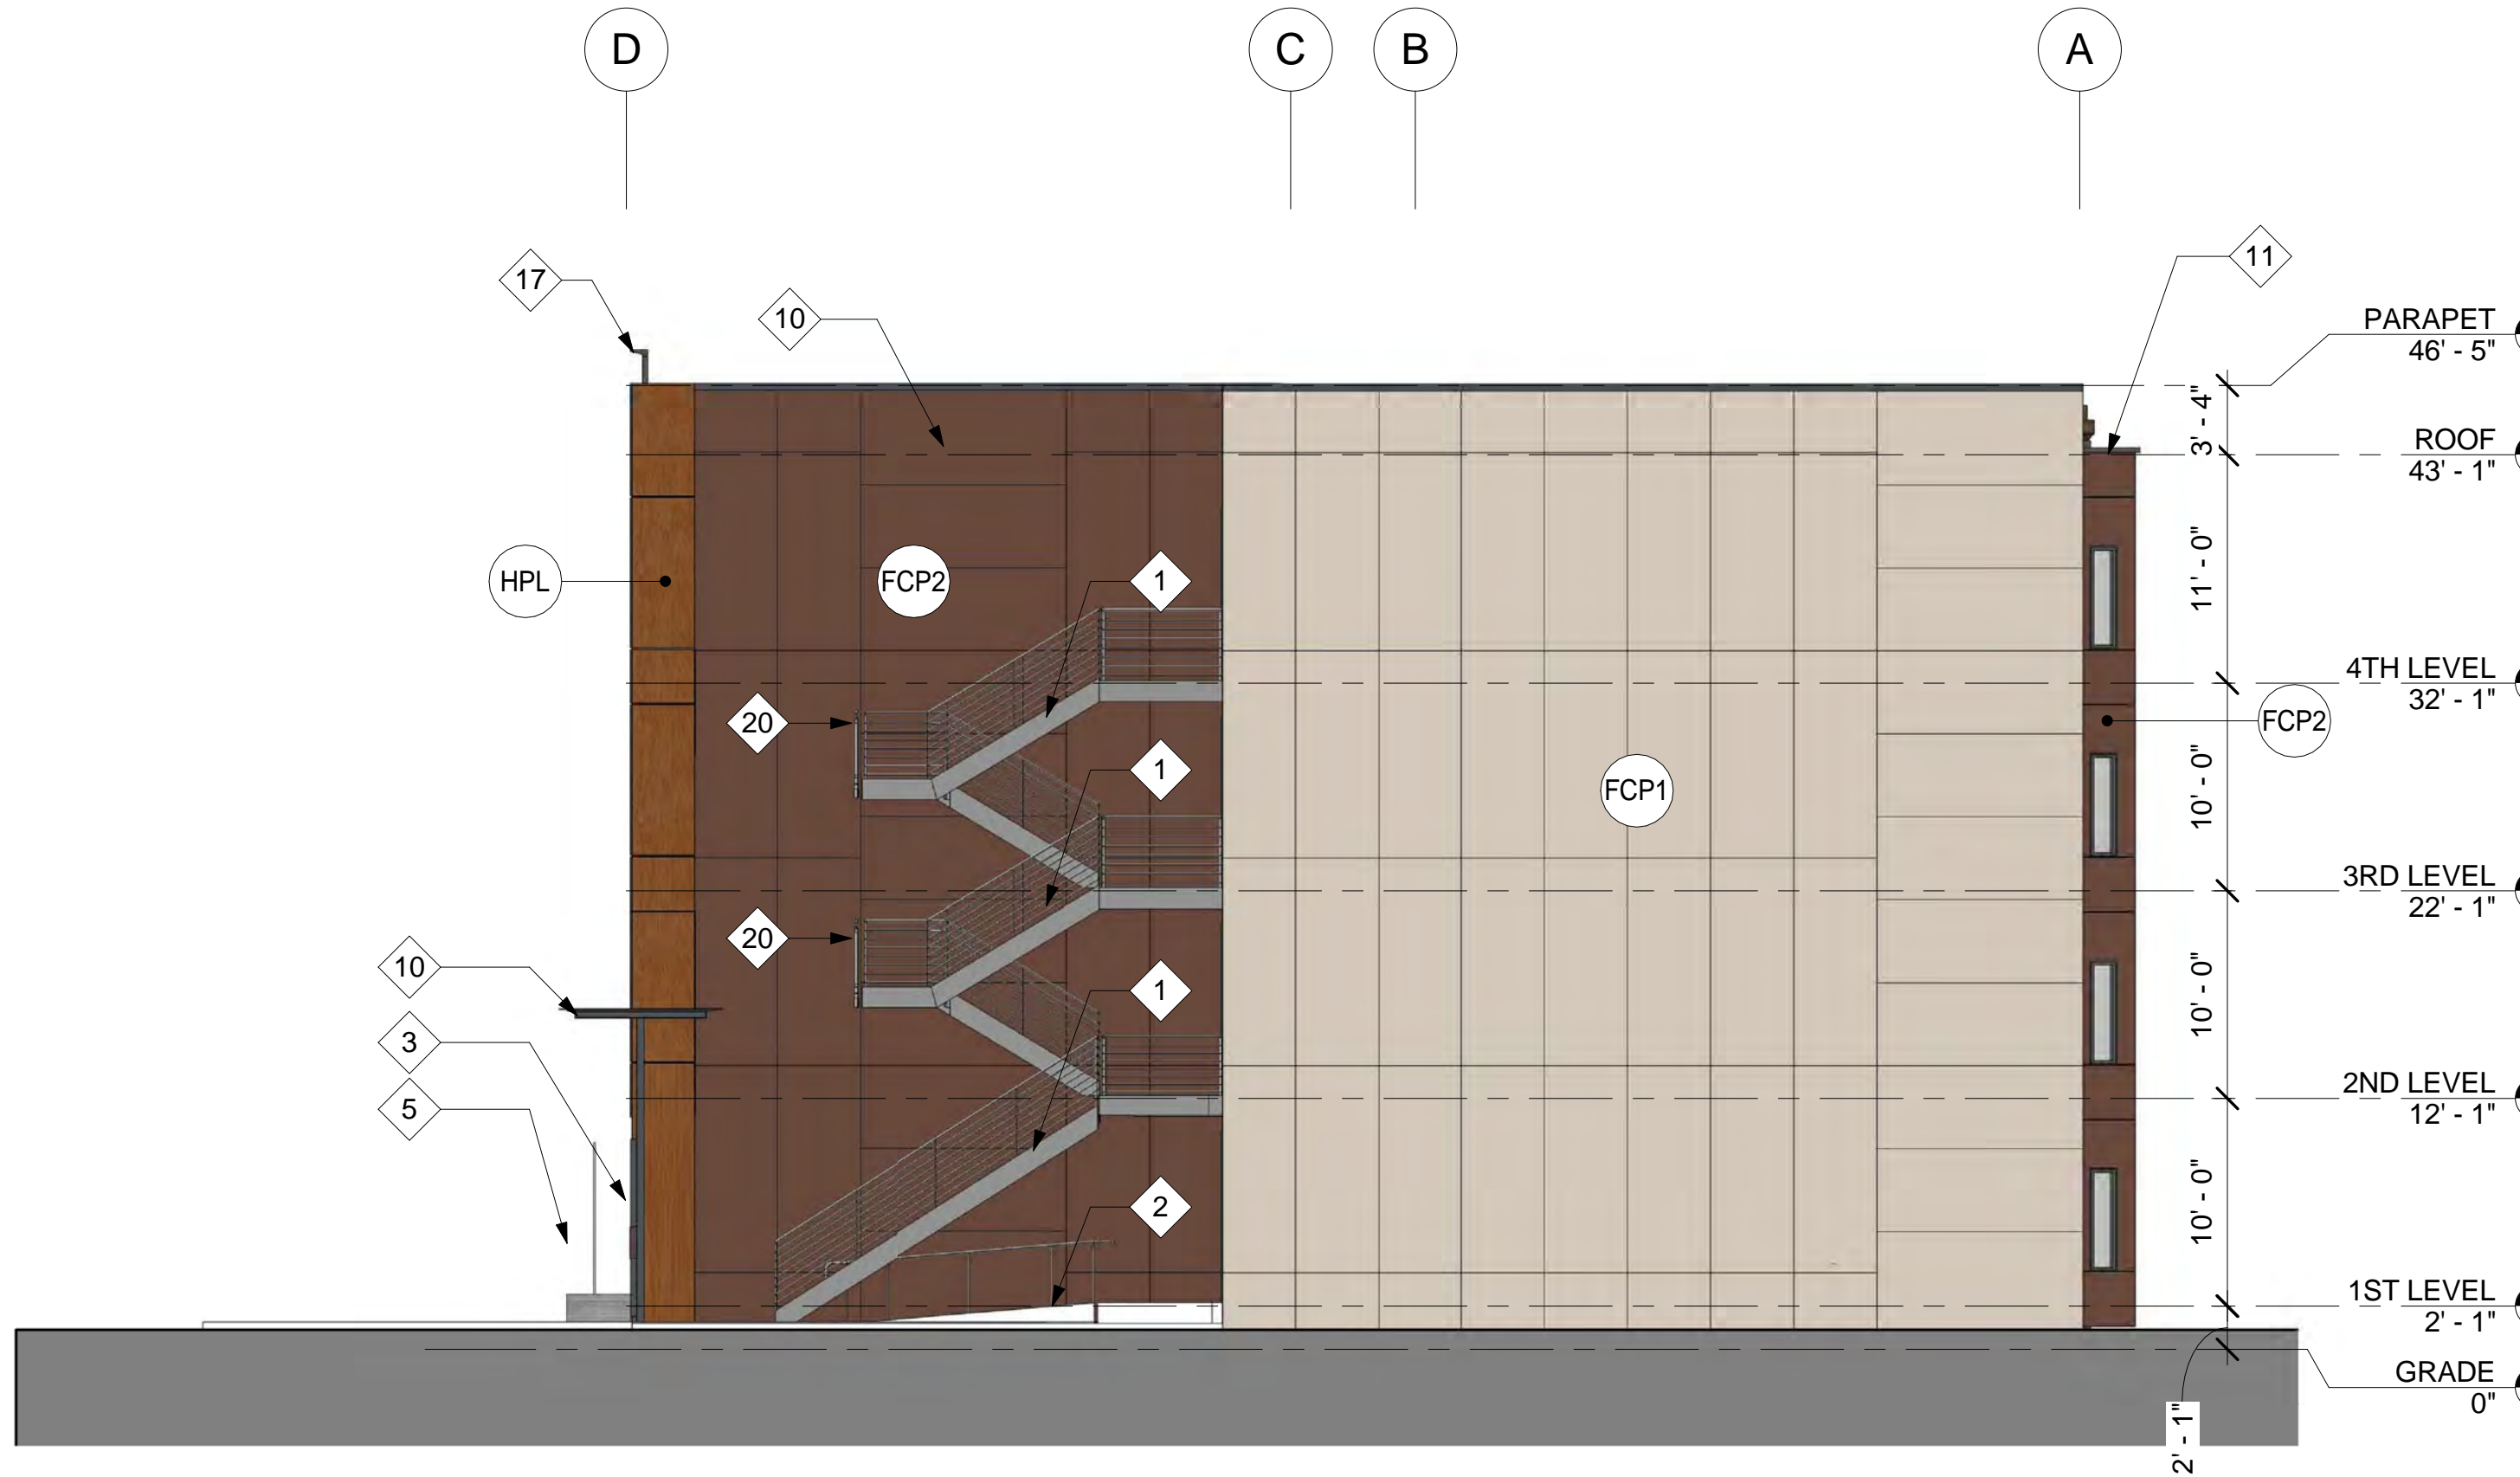 D
C
B
A
17
10
11
PARAPET
46' - 5"
3' - 4"
ROOF
43' - 1"
HPL
FCP2
1
11' - 0"
4TH LEVEL
32' - 1"
20
FCP2
1
FCP1
10' - 0"
3RD LEVEL
22' - 1"
20
10
1
10' - 0"
3
2ND LEVEL
12' - 1"
5
2
10' - 0"
1ST LEVEL
2' - 1"
GRADE
0"
2' - 1"